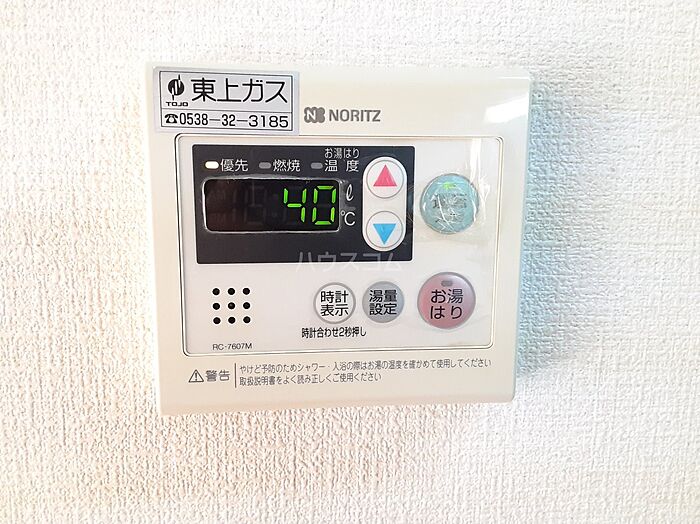 東上ガス
TOJO
☎0538-32-3185
NORITZ
優先 燃焼 お湯はり温度
40 ℓ
℃
ハウスコム
時計表示
湯量設定
お湯はり
時計合わせ2秒押し
RC-7607M
⚠警告
やけど予防のためシャワー・入浴の際はお湯の温度を確かめて使用してください
取扱説明書をよく読み正しくご使用ください